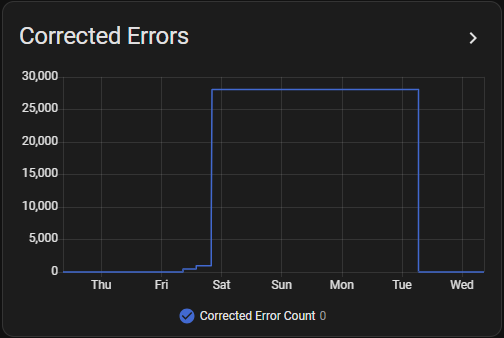 Corrected Errors
30,000
25,000
20,000
15,000
10,000
5,000
0
Thu Fri Sat Sun Mon Tue Wed
Corrected Error Count 0